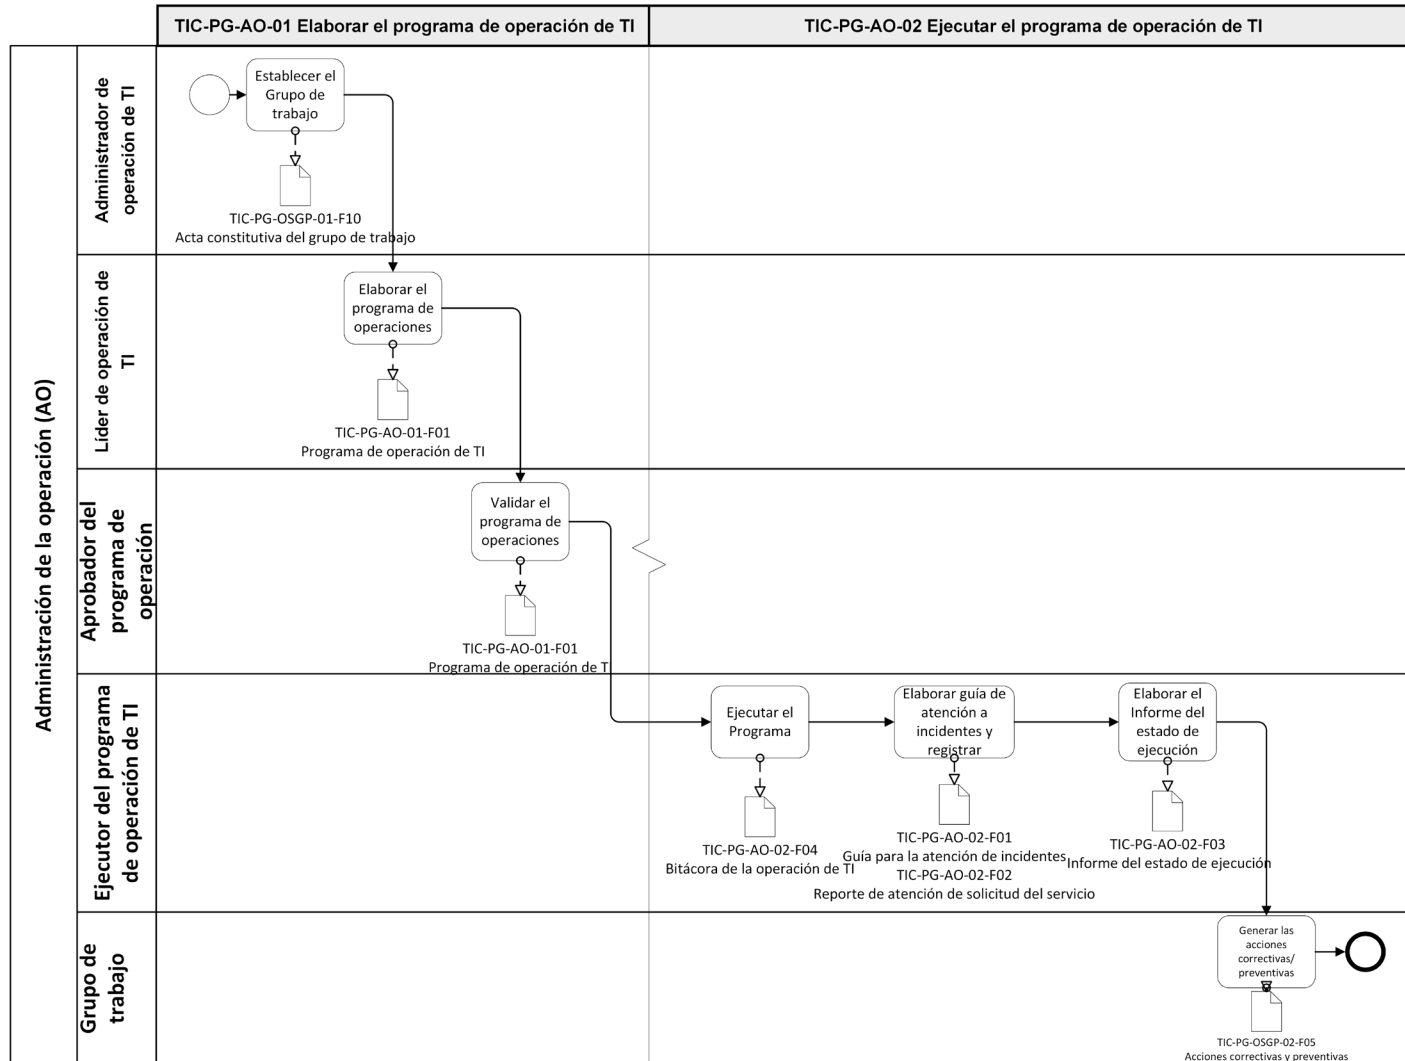 TIC-PG-AO-01 Elaborar el programa de operación de TI
TIC-PG-AO-02 Ejecutar el programa de operación de TI
Administración de la operación (AO)
Administrador de
operación de TI
Establecer el
Grupo de
trabajo
TIC-PG-OSGP-01-F10
Acta constitutiva del grupo de trabajo
Líder de operación de
TI
Elaborar el
programa de
operaciones
TIC-PG-AO-01-F01
Programa de operación de TI
Aprobador del
programa de
operación
Validar el
programa de
operaciones
TIC-PG-AO-01-F01
Programa de operación de TI
Ejecutor del programa
de operación de TI
Ejecutar el
Programa
TIC-PG-AO-02-F04
Bitácora de la operación de TI
Elaborar guía de
atención a
incidentes y
registrar
TIC-PG-AO-02-F01
Guía para la atención de incidentes
TIC-PG-AO-02-F02
Reporte de atención de solicitud del servicio
Elaborar el
Informe del
estado de
ejecución
TIC-PG-AO-02-F03
Informe del estado de ejecución
Grupo de
trabajo
Generar las
acciones
correctivas/
preventivas
TIC-PG-OSGP-02-F05
Acciones correctivas y preventivas